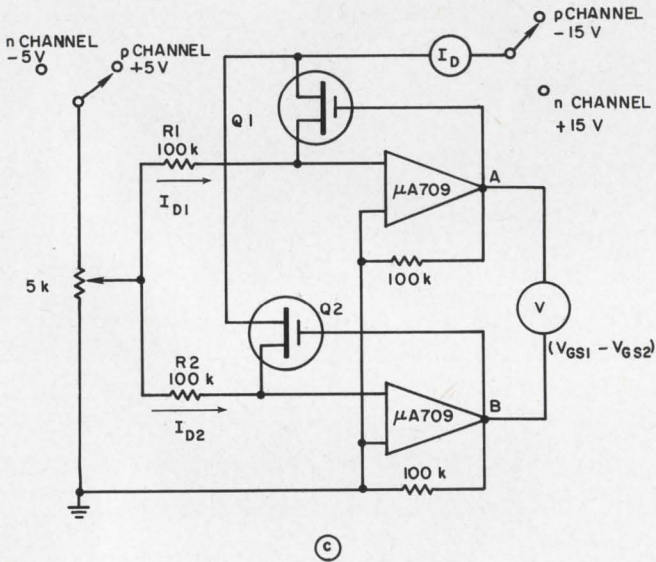 n CHANNEL
-5V
p CHANNEL
+5V
p CHANNEL
-15 V
n CHANNEL
+15 V
I_D
Q1
R1
100 k
I_D1
μA709
A
100 k
5 k
V
(V_GS1 - V_GS2)
Q2
R2
100 k
I_D2
μA709
B
100 k
c